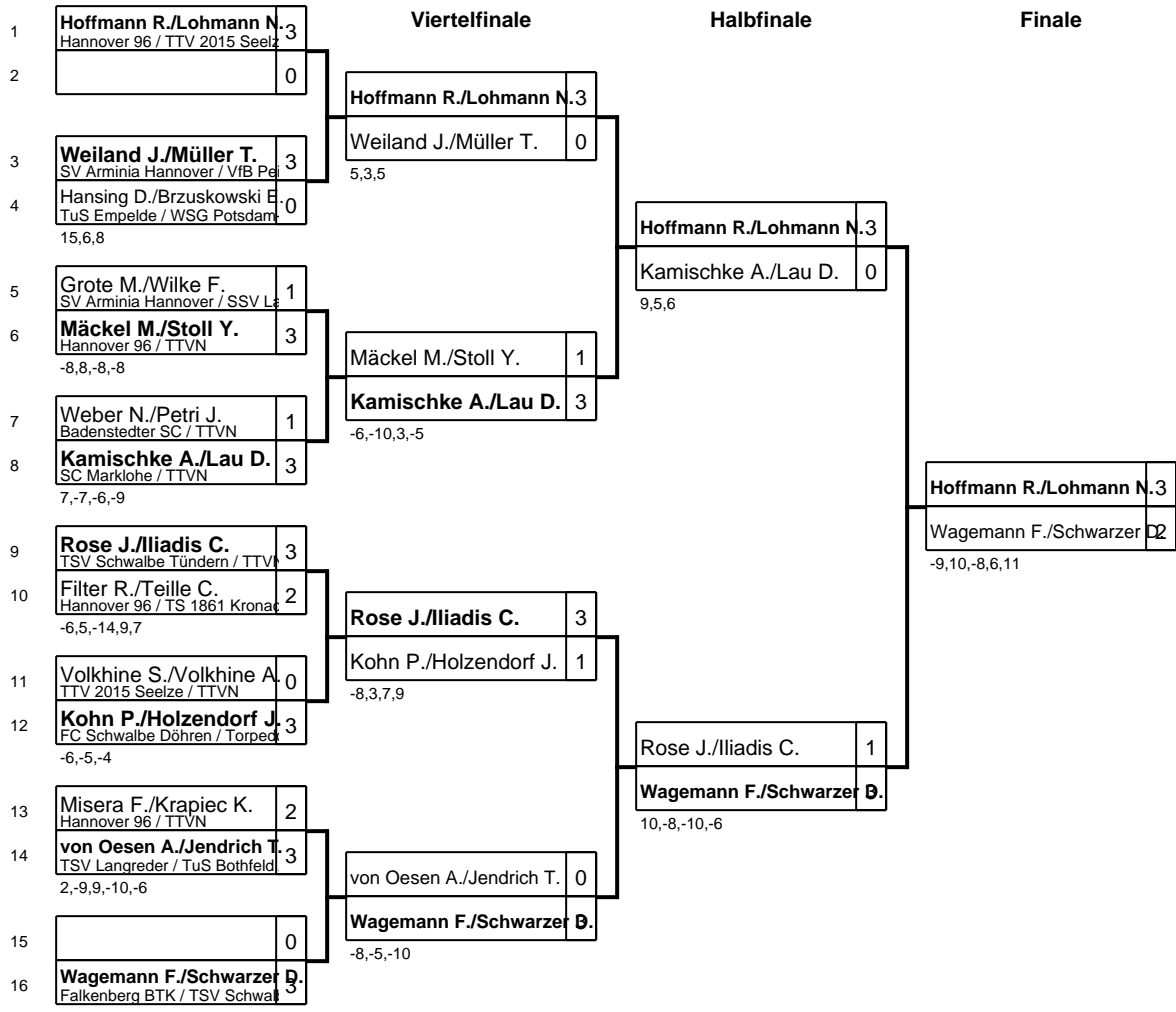 Viertelfinale
Halbfinale
Finale
1
Hoffmann R./Lohmann N. 3
Hannover 96 / TTV 2015 Seelz
2
0
3
Weiland J./Müller T. 3
SV Arminia Hannover / VfB Pei
4
Hansing D./Brzuskowski E. 0
TuS Empelde / WSG Potsdam-
15,6,8
5
Grote M./Wilke F. 1
SV Arminia Hannover / SSV La
6
Mäckel M./Stoll Y. 3
Hannover 96 / TTVN
-8,8,-8,-8
7
Weber N./Petri J. 1
Badenstedter SC / TTVN
8
Kamischke A./Lau D. 3
SC Marklohe / TTVN
7,-7,-6,-9
9
Rose J./Iliadis C. 3
TSV Schwalbe Tündern / TTVN
10
Filter R./Teille C. 2
Hannover 96 / TS 1861 Kronac
-6,5,-14,9,7
11
Volkhine S./Volkhine A. 0
TTV 2015 Seelze / TTVN
12
Kohn P./Holzendorf J. 3
FC Schwalbe Döhren / Torped
-6,-5,-4
13
Misera F./Krapiec K. 2
Hannover 96 / TTVN
14
von Oesen A./Jendrich T. 3
TSV Langreder / TuS Bothfeld
2,-9,9,-10,-6
15
0
16
Wagemann F./Schwarzer D. 3
Falkenberg BTK / TSV Schwal
Hoffmann R./Lohmann N. 3
Weiland J./Müller T. 0
5,3,5
Mäckel M./Stoll Y. 1
Kamischke A./Lau D. 3
-6,-10,3,-5
Rose J./Iliadis C. 3
Kohn P./Holzendorf J. 1
-8,3,7,9
von Oesen A./Jendrich T. 0
Wagemann F./Schwarzer D. 3
-8,-5,-10
Hoffmann R./Lohmann N. 3
Kamischke A./Lau D. 0
9,5,6
Rose J./Iliadis C. 1
Wagemann F./Schwarzer D. 3
10,-8,-10,-6
Hoffmann R./Lohmann N. 3
Wagemann F./Schwarzer D. 2
-9,10,-8,6,11